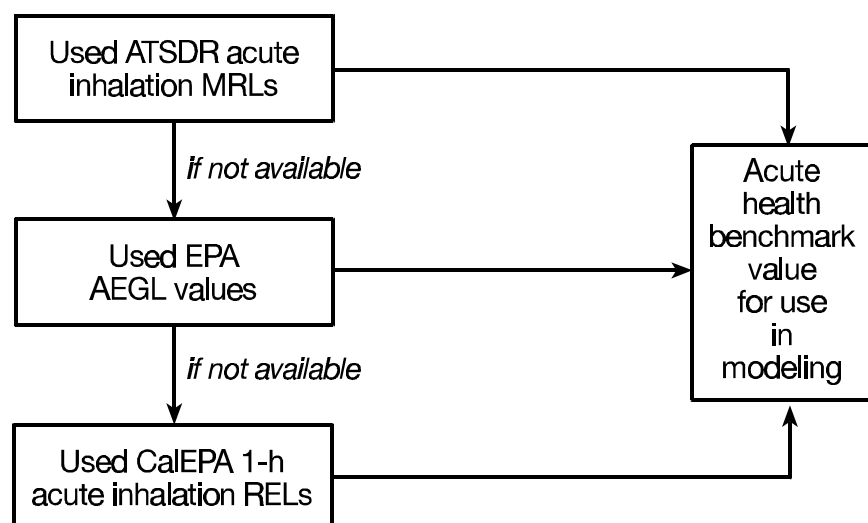 Used ATSDR acute
inhalation MRLs
if not available
Used EPA
AEGL values
if not available
Used CalEPA 1-h
acute inhalation RELs
Acute
health
benchmark
value
for use
in
modeling